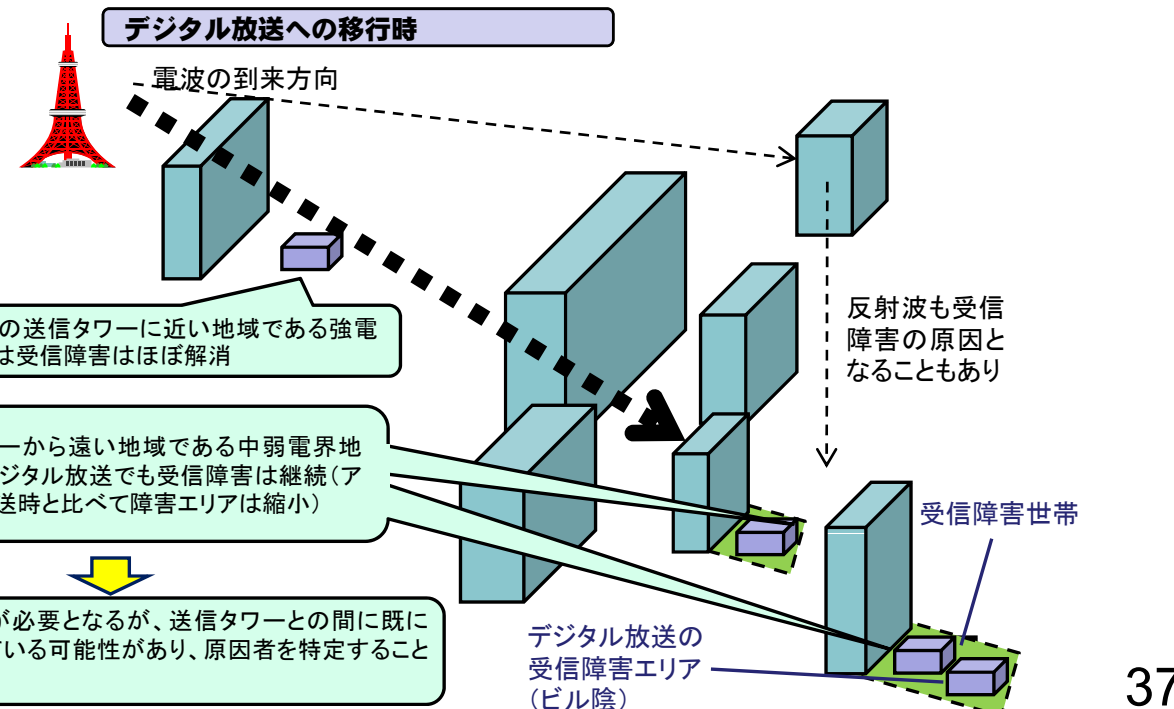 デジタル放送への移行時
電波の到来方向
反射波も受信
障害の原因と
なることもあり
の送信タワーに近い地域である強電
は受信障害はほぼ解消
ーから遠い地域である中弱電界地
ジタル放送でも受信障害は継続(ア
送時と比べて障害エリアは縮小)
受信障害世帯
が必要となるが、送信タワーとの間に既に
ている可能性があり、原因者を特定すること
デジタル放送の
受信障害エリア
(ビル陰)
37